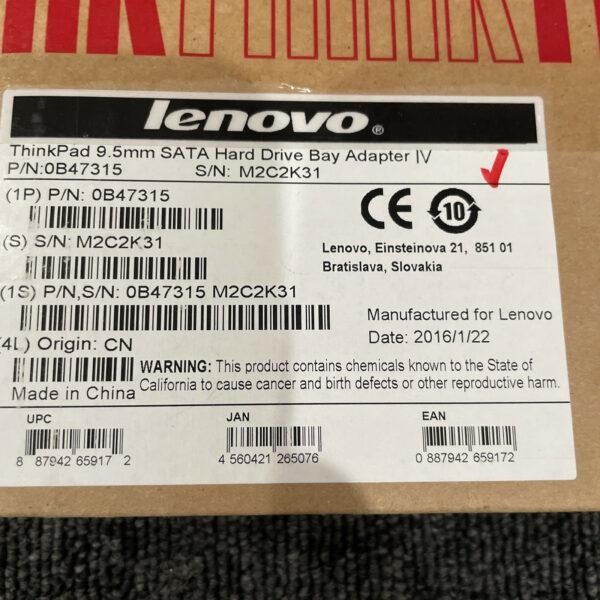 lenovo®
ThinkPad 9.5mm SATA Hard Drive Bay Adapter IV
P/N:0B47315 S/N: M2C2K31
(1P) P/N: 0B47315
(S) S/N: M2C2K31
(1S) P/N,S/N: 0B47315 M2C2K31
(4L) Origin: CN
Made in China
CE 10
Lenovo, Einsteinova 21, 851 01
Bratislava, Slovakia
Manufactured for Lenovo
Date: 2016/1/22
WARNING: This product contains chemicals known to the State of
California to cause cancer and birth defects or other reproductive harm.
UPC JAN EAN
8 87942 65917 2 4 560421 265076 0 887942 659172